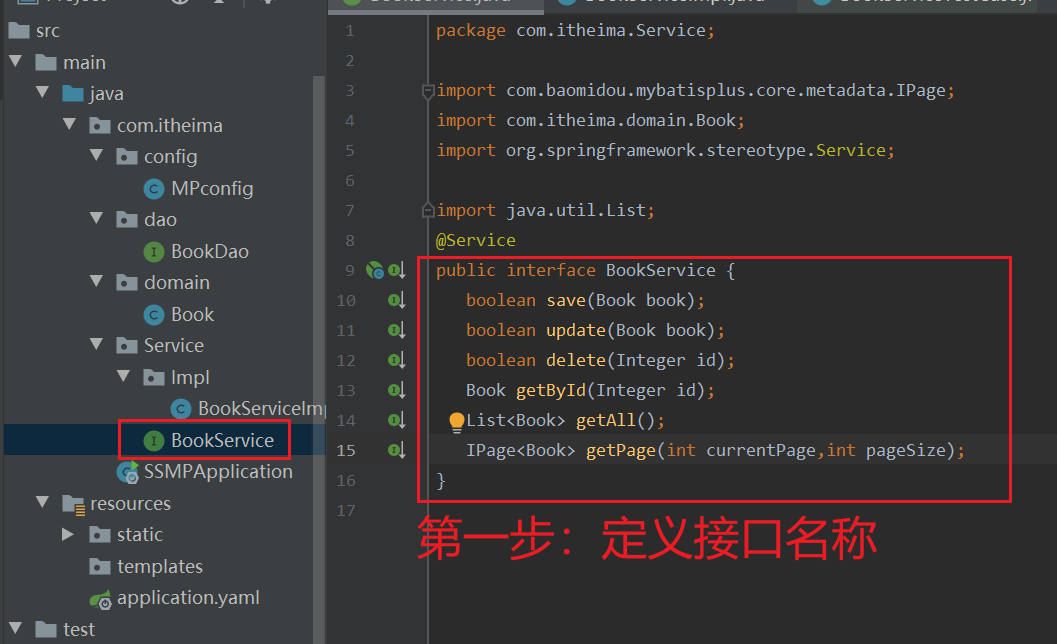 src
main
java
com.itheima
config
MPconfig
dao
BookDao
domain
Book
Service
Impl
BookServiceImp
BookService
SSMPApplication
resources
static
templates
application.yaml
test
1 package com.itheima.Service;
2
3 import com.baomidou.mybatisplus.core.metadata.IPage;
4 import com.itheima.domain.Book;
5 import org.springframework.stereotype.Service;
6
7 import java.util.List;
8 @Service
9 public interface BookService {
10 boolean save(Book book);
11 boolean update(Book book);
12 boolean delete(Integer id);
13 Book getById(Integer id);
14 List<Book> getAll();
15 IPage<Book> getPage(int currentPage,int pageSize);
16 }
17
第一步：定义接口名称